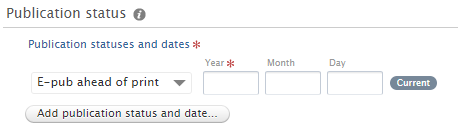 Publication status
Publication statuses and dates *
Year * Month Day
E-pub ahead of print Current
Add publication status and date...